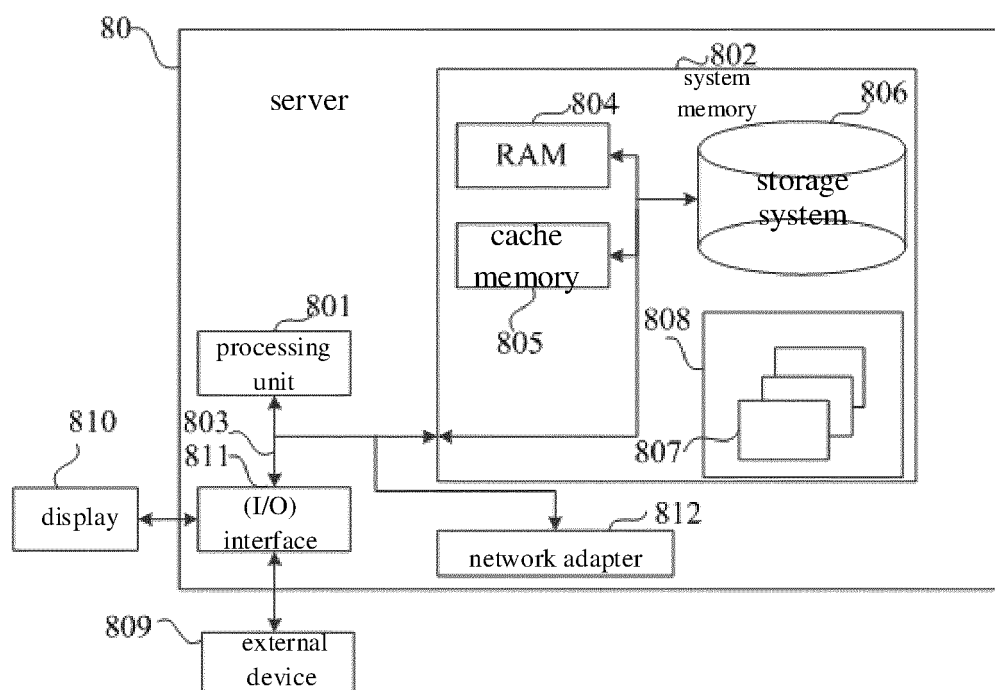 80
server
802
system
memory
804
RAM
806
storage
system
cache
memory
805
801
processing
unit
808
807
803
810
811
display
(I/O)
interface
812
network adapter
809
external
device